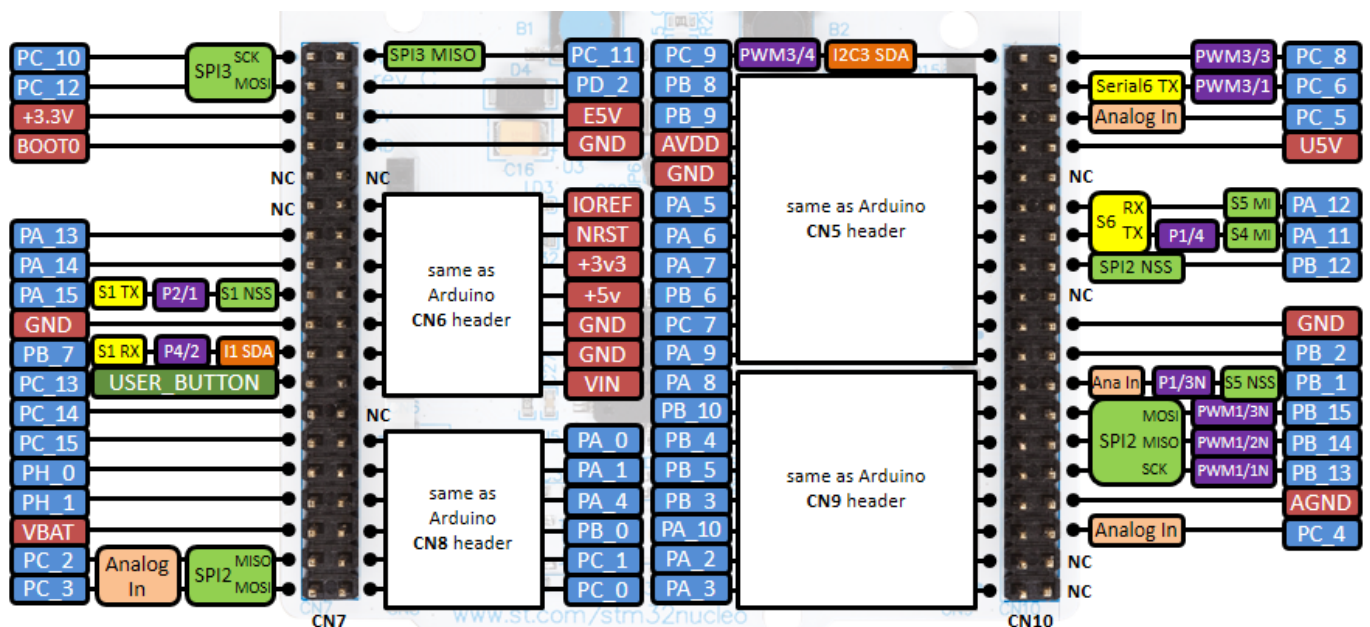 B1
B2
PC_10
SCK
SPI3 MISO
PC_11
PC_9
PWM3/4
I2C3 SDA
PWM3/3
PC_8
SPI3
PC_12
MOSI
rev C
D4
PD_2
PB_8
Serial6 TX
PWM3/1
PC_6
+3.3V
E5V
PB_9
Analog In
PC_5
BOOT0
GND
AVDD
U5V
C16
U3
NC
NC
GND
NC
NC
IOREF
PA_5
same as Arduino
CN5 header
S6
RX
S5 MI
PA_12
PA_13
NRST
PA_6
TX
P1/4
S4 MI
PA_11
PA_14
same as
Arduino
CN6 header
+3v3
PA_7
SPI2 NSS
PB_12
PA_15
S1 TX
P2/1
S1 NSS
+5v
PB_6
NC
GND
GND
PC_7
GND
PB_7
S1 RX
P4/2
I1 SDA
GND
PA_9
PB_2
PC_13
USER_BUTTON
VIN
PA_8
Ana In
P1/3N
S5 NSS
PB_1
PC_14
NC
PB_10
MOSI
PWM1/3N
PB_15
PC_15
PA_0
PB_4
SPI2
MISO
PWM1/2N
PB_14
PH_0
PA_1
PB_5
same as Arduino
CN9 header
SCK
PWM1/1N
PB_13
PH_1
same as
Arduino
CN8 header
PA_4
PB_3
AGND
VBAT
PB_0
PA_10
Analog In
PC_4
PC_2
Analog
In
SPI2
MISO
PC_1
PA_2
NC
PC_3
MOSI
PC_0
PA_3
NC
CN7
www.st.com/stm32nucleo
CN10
CN7
CN10